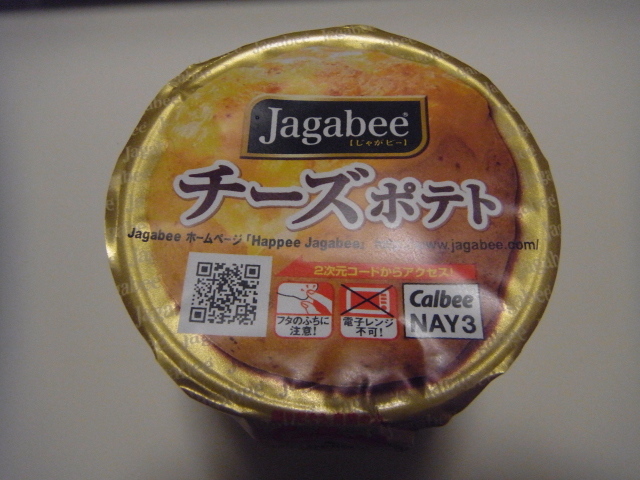 Jagabee
【じゃがビー】
チーズポテト
Jagabee ホームページ「Happee Jagabee」 www.jagabee.com/
2次元コードからアクセス!
フタのふちに
注意!
電子レンジ
不可!
Calbee
NAY3